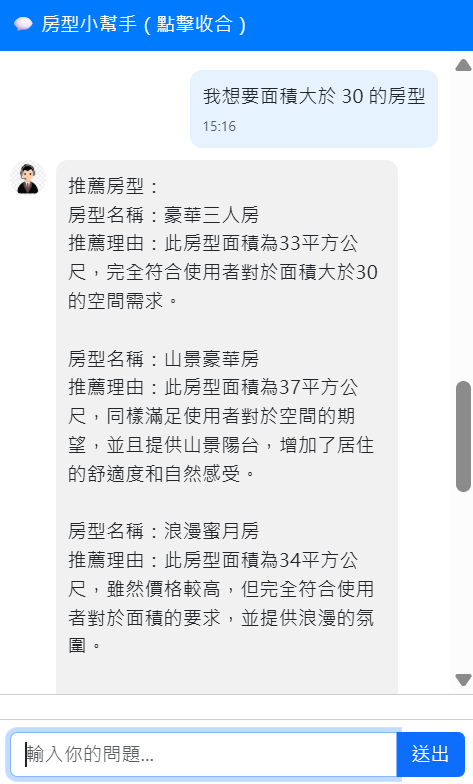 房型小幫手（點擊收合）
我想要面積大於 30 的房型
15:16
推薦房型：
房型名稱：豪華三人房
推薦理由：此房型面積為33平方公
尺，完全符合使用者對於面積大於30
的空間需求。
房型名稱：山景豪華房
推薦理由：此房型面積為37平方公
尺，同樣滿足使用者對於空間的期
望，並且提供山景陽台，增加了居住
的舒適度和自然感受。
房型名稱：浪漫蜜月房
推薦理由：此房型面積為34平方公
尺，雖然價格較高，但完全符合使用
者對於面積的要求，並提供浪漫的氛
圍。
輸入你的問題...
送出